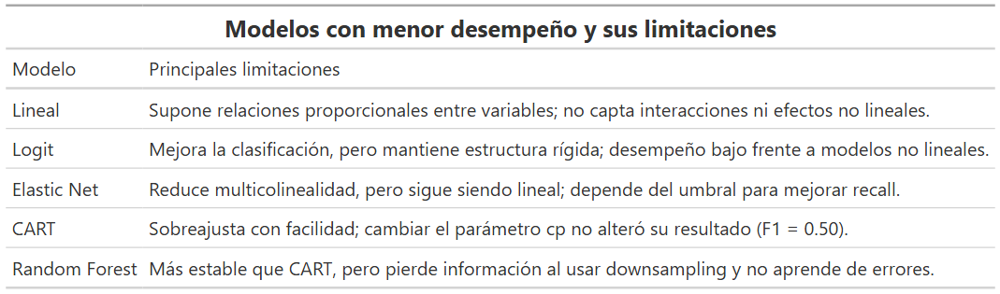 Modelos con menor desempeño y sus limitaciones
Modelo Principales limitaciones
Lineal Supone relaciones proporcionales entre variables; no capta interacciones ni efectos no lineales.
Logit Mejora la clasificación, pero mantiene estructura rígida; desempeño bajo frente a modelos no lineales.
Elastic Net Reduce multicolinealidad, pero sigue siendo lineal; depende del umbral para mejorar recall.
CART Sobreajusta con facilidad; cambiar el parámetro cp no alteró su resultado (F1 = 0.50).
Random Forest Más estable que CART, pero pierde información al usar downsampling y no aprende de errores.